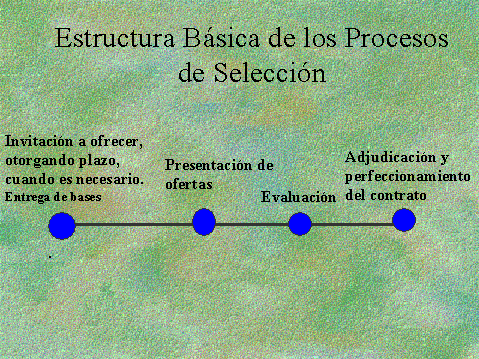 Estructura Básica de los Procesos
de Selección
Invitación a ofrecer,
otorgando plazo,
cuando es necesario.
Entrega de bases
Presentación de
ofertas
Evaluación
Adjudicación y
perfeccionamiento
del contrato